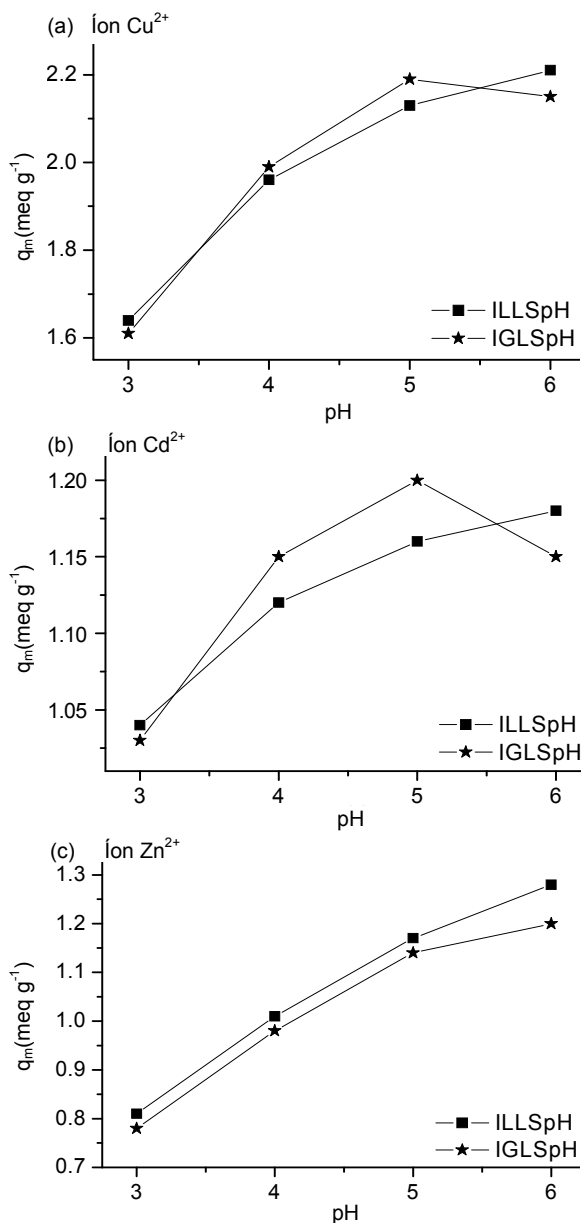 (a) Íon Cu²⁺
2.2
2.0
1.8
1.6
qₘ(meq g⁻¹)
ILLSpH
IGLSpH
3 4 5 6
pH
(b) Íon Cd²⁺
1.20
1.15
1.10
1.05
qₘ(meq g⁻¹)
ILLSpH
IGLSpH
3 4 5 6
pH
(c) Íon Zn²⁺
1.3
1.2
1.1
1.0
0.9
0.8
0.7
qₘ(meq g⁻¹)
ILLSpH
IGLSpH
3 4 5 6
pH